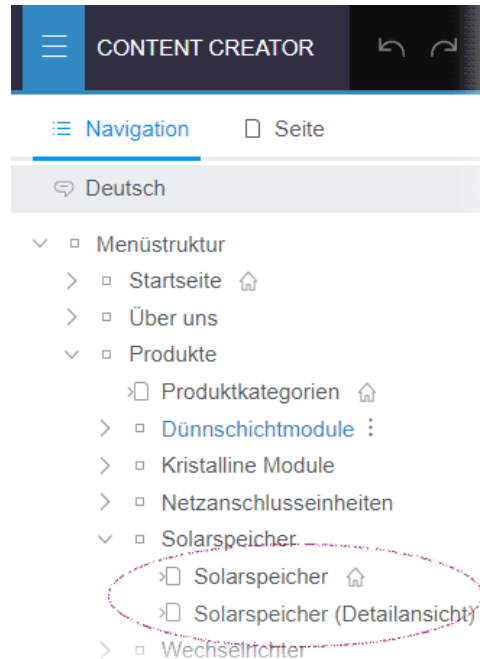 CONTENT CREATOR
Navigation Seite
Deutsch
Menüstruktur
Startseite
Über uns
Produkte
Produktkategorien
Dünnschichtmodule
Kristalline Module
Netzanschlusseinheiten
Solarspeicher
Solarspeicher
Solarspeicher (Detailansicht)
Wechselrichter